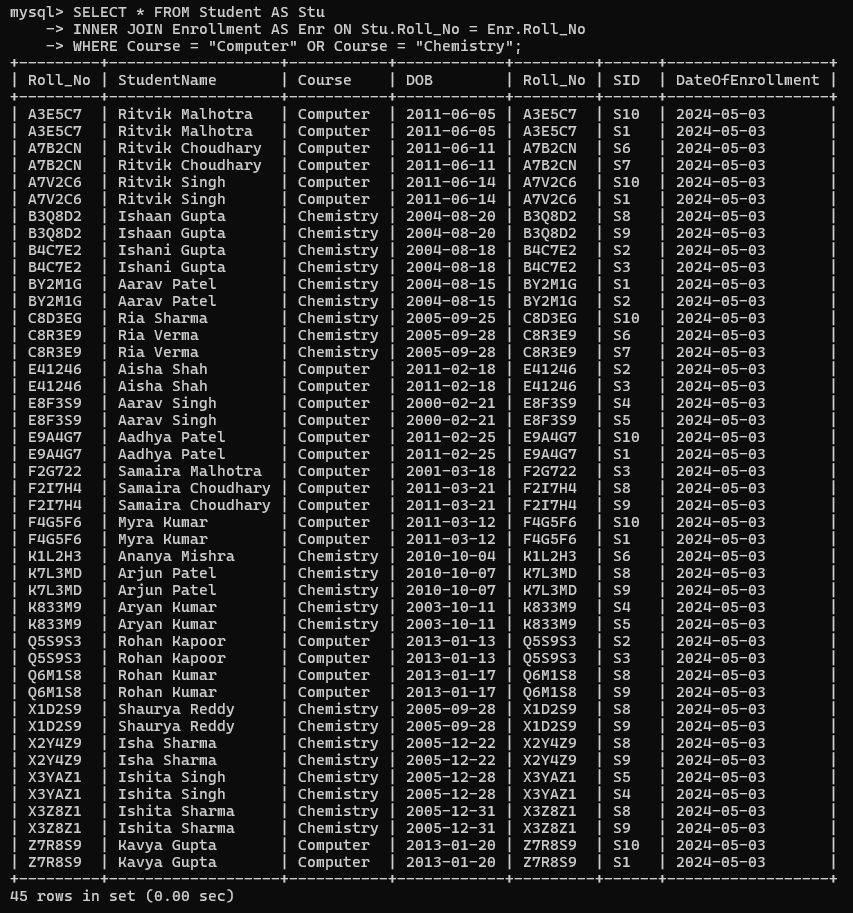 mysql> SELECT * FROM Student AS Stu
    -> INNER JOIN Enrollment AS Enr ON Stu.Roll_No = Enr.Roll_No
    -> WHERE Course = "Computer" OR Course = "Chemistry";
+---------+-------------------+-----------+------------+---------+------+------------------+
| Roll_No | StudentName       | Course    | DOB        | Roll_No | SID  | DateOfEnrollment |
+---------+-------------------+-----------+------------+---------+------+------------------+
| A3E5C7  | Ritvik Malhotra   | Computer  | 2011-06-05 | A3E5C7  | S10  | 2024-05-03       |
| A3E5C7  | Ritvik Malhotra   | Computer  | 2011-06-05 | A3E5C7  | S1   | 2024-05-03       |
| A7B2CN  | Ritvik Choudhary  | Computer  | 2011-06-11 | A7B2CN  | S6   | 2024-05-03       |
| A7B2CN  | Ritvik Choudhary  | Computer  | 2011-06-11 | A7B2CN  | S7   | 2024-05-03       |
| A7V2C6  | Ritvik Singh      | Computer  | 2011-06-14 | A7V2C6  | S10  | 2024-05-03       |
| A7V2C6  | Ritvik Singh      | Computer  | 2011-06-14 | A7V2C6  | S1   | 2024-05-03       |
| B3Q8D2  | Ishaan Gupta      | Chemistry | 2004-08-20 | B3Q8D2  | S8   | 2024-05-03       |
| B3Q8D2  | Ishaan Gupta      | Chemistry | 2004-08-20 | B3Q8D2  | S9   | 2024-05-03       |
| B4C7E2  | Ishani Gupta      | Chemistry | 2004-08-18 | B4C7E2  | S2   | 2024-05-03       |
| B4C7E2  | Ishani Gupta      | Chemistry | 2004-08-18 | B4C7E2  | S3   | 2024-05-03       |
| BY2M1G  | Aarav Patel       | Chemistry | 2004-08-15 | BY2M1G  | S1   | 2024-05-03       |
| BY2M1G  | Aarav Patel       | Chemistry | 2004-08-15 | BY2M1G  | S2   | 2024-05-03       |
| C8D3EG  | Ria Sharma        | Chemistry | 2005-09-25 | C8D3EG  | S10  | 2024-05-03       |
| C8R3E9  | Ria Verma         | Chemistry | 2005-09-28 | C8R3E9  | S6   | 2024-05-03       |
| C8R3E9  | Ria Verma         | Chemistry | 2005-09-28 | C8R3E9  | S7   | 2024-05-03       |
| E41246  | Aisha Shah        | Computer  | 2011-02-18 | E41246  | S2   | 2024-05-03       |
| E41246  | Aisha Shah        | Computer  | 2011-02-18 | E41246  | S3   | 2024-05-03       |
| E8F3S9  | Aarav Singh       | Computer  | 2000-02-21 | E8F3S9  | S4   | 2024-05-03       |
| E8F3S9  | Aarav Singh       | Computer  | 2000-02-21 | E8F3S9  | S5   | 2024-05-03       |
| E9A4G7  | Aadhya Patel      | Computer  | 2011-02-25 | E9A4G7  | S10  | 2024-05-03       |
| E9A4G7  | Aadhya Patel      | Computer  | 2011-02-25 | E9A4G7  | S1   | 2024-05-03       |
| F2G722  | Samaira Malhotra  | Computer  | 2001-03-18 | F2G722  | S3   | 2024-05-03       |
| F2I7H4  | Samaira Choudhary | Computer  | 2011-03-21 | F2I7H4  | S8   | 2024-05-03       |
| F2I7H4  | Samaira Choudhary | Computer  | 2011-03-21 | F2I7H4  | S9   | 2024-05-03       |
| F4G5F6  | Myra Kumar        | Computer  | 2011-03-12 | F4G5F6  | S10  | 2024-05-03       |
| F4G5F6  | Myra Kumar        | Computer  | 2011-03-12 | F4G5F6  | S1   | 2024-05-03       |
| K1L2H3  | Ananya Mishra     | Chemistry | 2010-10-04 | K1L2H3  | S6   | 2024-05-03       |
| K7L3MD  | Arjun Patel       | Chemistry | 2010-10-07 | K7L3MD  | S8   | 2024-05-03       |
| K7L3MD  | Arjun Patel       | Chemistry | 2010-10-07 | K7L3MD  | S9   | 2024-05-03       |
| K833M9  | Aryan Kumar       | Chemistry | 2003-10-11 | K833M9  | S4   | 2024-05-03       |
| K833M9  | Aryan Kumar       | Chemistry | 2003-10-11 | K833M9  | S5   | 2024-05-03       |
| Q5S9S3  | Rohan Kapoor      | Computer  | 2013-01-13 | Q5S9S3  | S2   | 2024-05-03       |
| Q5S9S3  | Rohan Kapoor      | Computer  | 2013-01-13 | Q5S9S3  | S3   | 2024-05-03       |
| Q6M1S8  | Rohan Kumar       | Computer  | 2013-01-17 | Q6M1S8  | S8   | 2024-05-03       |
| Q6M1S8  | Rohan Kumar       | Computer  | 2013-01-17 | Q6M1S8  | S9   | 2024-05-03       |
| X1D2S9  | Shaurya Reddy     | Chemistry | 2005-09-28 | X1D2S9  | S8   | 2024-05-03       |
| X1D2S9  | Shaurya Reddy     | Chemistry | 2005-09-28 | X1D2S9  | S9   | 2024-05-03       |
| X2Y4Z9  | Isha Sharma       | Chemistry | 2005-12-22 | X2Y4Z9  | S8   | 2024-05-03       |
| X2Y4Z9  | Isha Sharma       | Chemistry | 2005-12-22 | X2Y4Z9  | S9   | 2024-05-03       |
| X3YAZ1  | Ishita Singh      | Chemistry | 2005-12-28 | X3YAZ1  | S5   | 2024-05-03       |
| X3YAZ1  | Ishita Singh      | Chemistry | 2005-12-28 | X3YAZ1  | S4   | 2024-05-03       |
| X3Z8Z1  | Ishita Sharma     | Chemistry | 2005-12-31 | X3Z8Z1  | S8   | 2024-05-03       |
| X3Z8Z1  | Ishita Sharma     | Chemistry | 2005-12-31 | X3Z8Z1  | S9   | 2024-05-03       |
| Z7R8S9  | Kavya Gupta       | Computer  | 2013-01-20 | Z7R8S9  | S10  | 2024-05-03       |
| Z7R8S9  | Kavya Gupta       | Computer  | 2013-01-20 | Z7R8S9  | S1   | 2024-05-03       |
+---------+-------------------+-----------+------------+---------+------+------------------+
45 rows in set (0.00 sec)